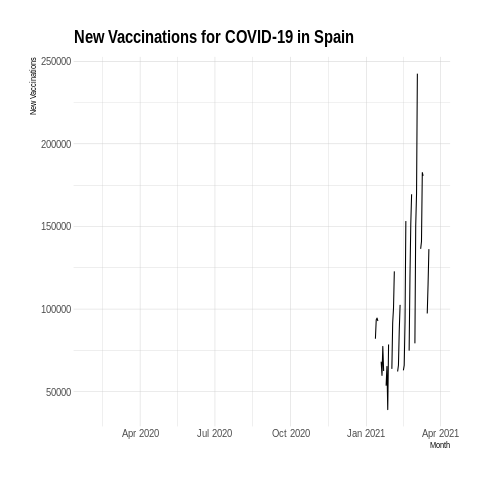 New Vaccinations for COVID-19 in Spain
New Vaccinations
250000
200000
150000
100000
50000
Apr 2020
Jul 2020
Oct 2020
Jan 2021
Apr 2021
Month